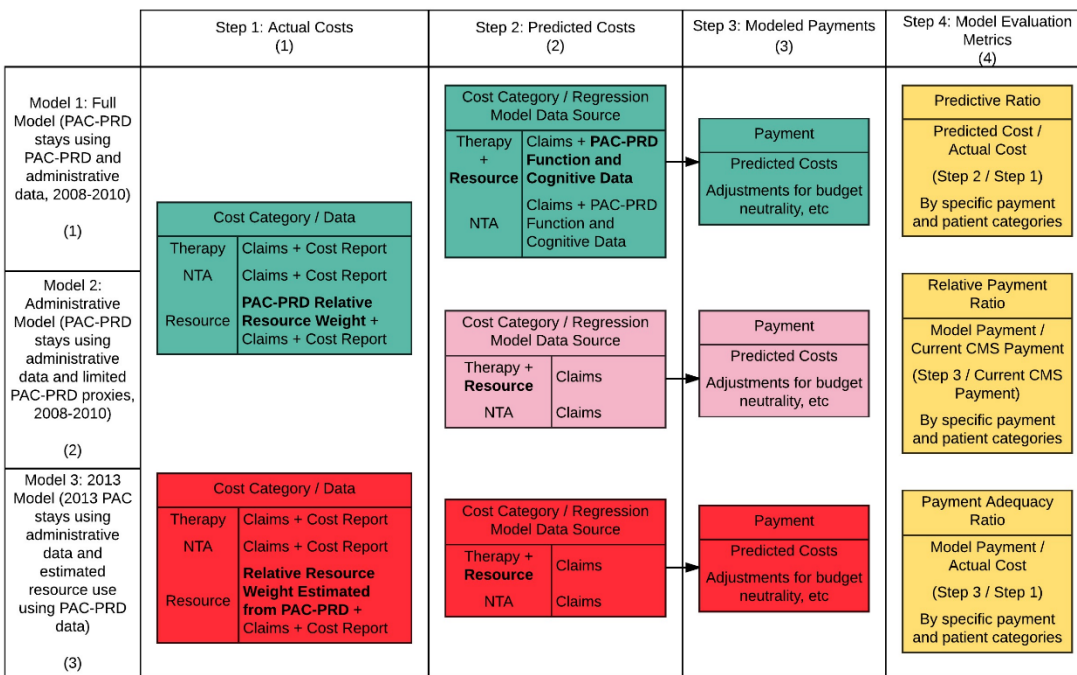 Step 1: Actual Costs
(1)
Step 2: Predicted Costs
(2)
Step 3: Modeled Payments
(3)
Step 4: Model Evaluation
Metrics
(4)
Model 1: Full
Model (PAC-PRD
stays using
PAC-PRD and
administrative
data, 2008-2010)
(1)
Model 2:
Administrative
Model (PAC-PRD
stays using
administrative
data and limited
PAC-PRD proxies,
2008-2010)
(2)
Model 3: 2013
Model (2013 PAC
stays using
administrative
data and
estimated
resource use
using PAC-PRD
data)
(3)
Cost Category / Data
Therapy
Claims + Cost Report
NTA
Claims + Cost Report
Resource
PAC-PRD Relative
Resource Weight +
Claims + Cost Report
Cost Category / Data
Therapy
Claims + Cost Report
NTA
Claims + Cost Report
Resource
Relative Resource
Weight Estimated
from PAC-PRD +
Claims + Cost Report
Cost Category / Regression
Model Data Source
Therapy
+
Resource
Claims + PAC-PRD
Function and
Cognitive Data
NTA
Claims + PAC-PRD
Function and
Cognitive Data
Cost Category / Regression
Model Data Source
Therapy +
Resource
Claims
NTA
Claims
Cost Category / Regression
Model Data Source
Therapy +
Resource
Claims
NTA
Claims
Payment
Predicted Costs
Adjustments for budget
neutrality, etc
Payment
Predicted Costs
Adjustments for budget
neutrality, etc
Payment
Predicted Costs
Adjustments for budget
neutrality, etc
Predictive Ratio
Predicted Cost /
Actual Cost
(Step 2 / Step 1)
By specific payment
and patient categories
Relative Payment
Ratio
Model Payment /
Current CMS Payment
(Step 3 / Current CMS
Payment)
By specific payment
and patient categories
Payment Adequacy
Ratio
Model Payment /
Actual Cost
(Step 3 / Step 1)
By specific payment
and patient categories